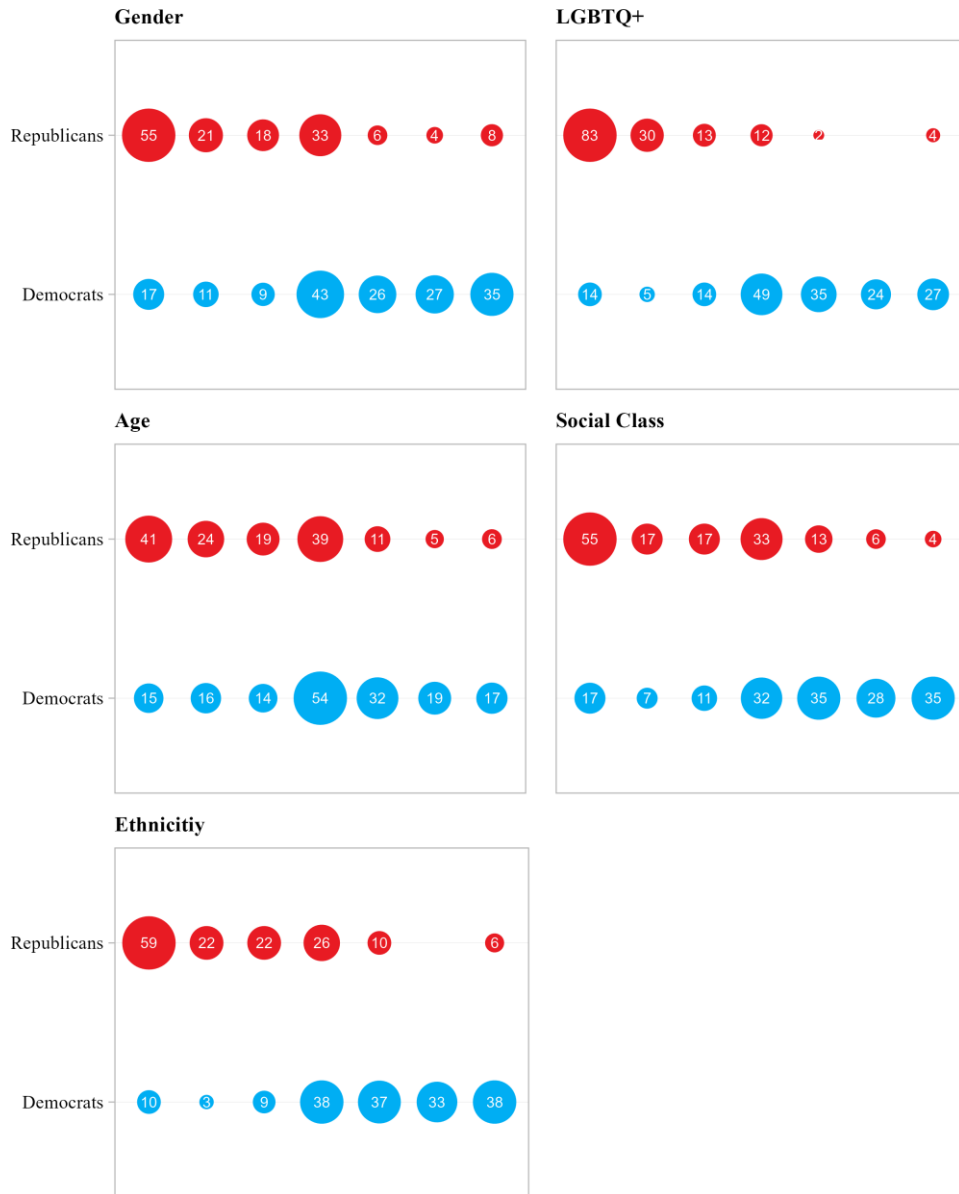 Gender
LGBTQ+
Republicans 55 21 18 33 6 4 8 83 30 13 12 2 4
Democrats 17 11 9 43 26 27 35 14 5 14 49 35 24 27
Age
Social Class
Republicans 41 24 19 39 11 5 6 55 17 17 33 13 6 4
Democrats 15 16 14 54 32 19 17 17 7 11 32 35 28 35
Ethnicitiy
Republicans 59 22 22 26 10 6
Democrats 10 3 9 38 37 33 38